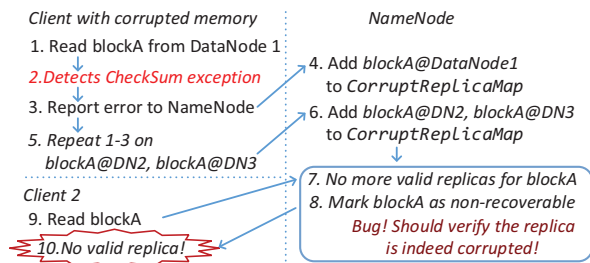 Client with corrupted memory
1. Read blockA from DataNode 1
2.Detects CheckSum exception
3. Report error to NameNode
5. Repeat 1-3 on
blockA@DN2, blockA@DN3
Client 2
9. Read blockA
10.No valid replica!
NameNode
4. Add blockA@DataNode1
to CorruptReplicaMap
6. Add blockA@DN2, blockA@DN3
to CorruptReplicaMap
7. No more valid replicas for blockA
8. Mark blockA as non-recoverable
Bug! Should verify the replica
is indeed corrupted!